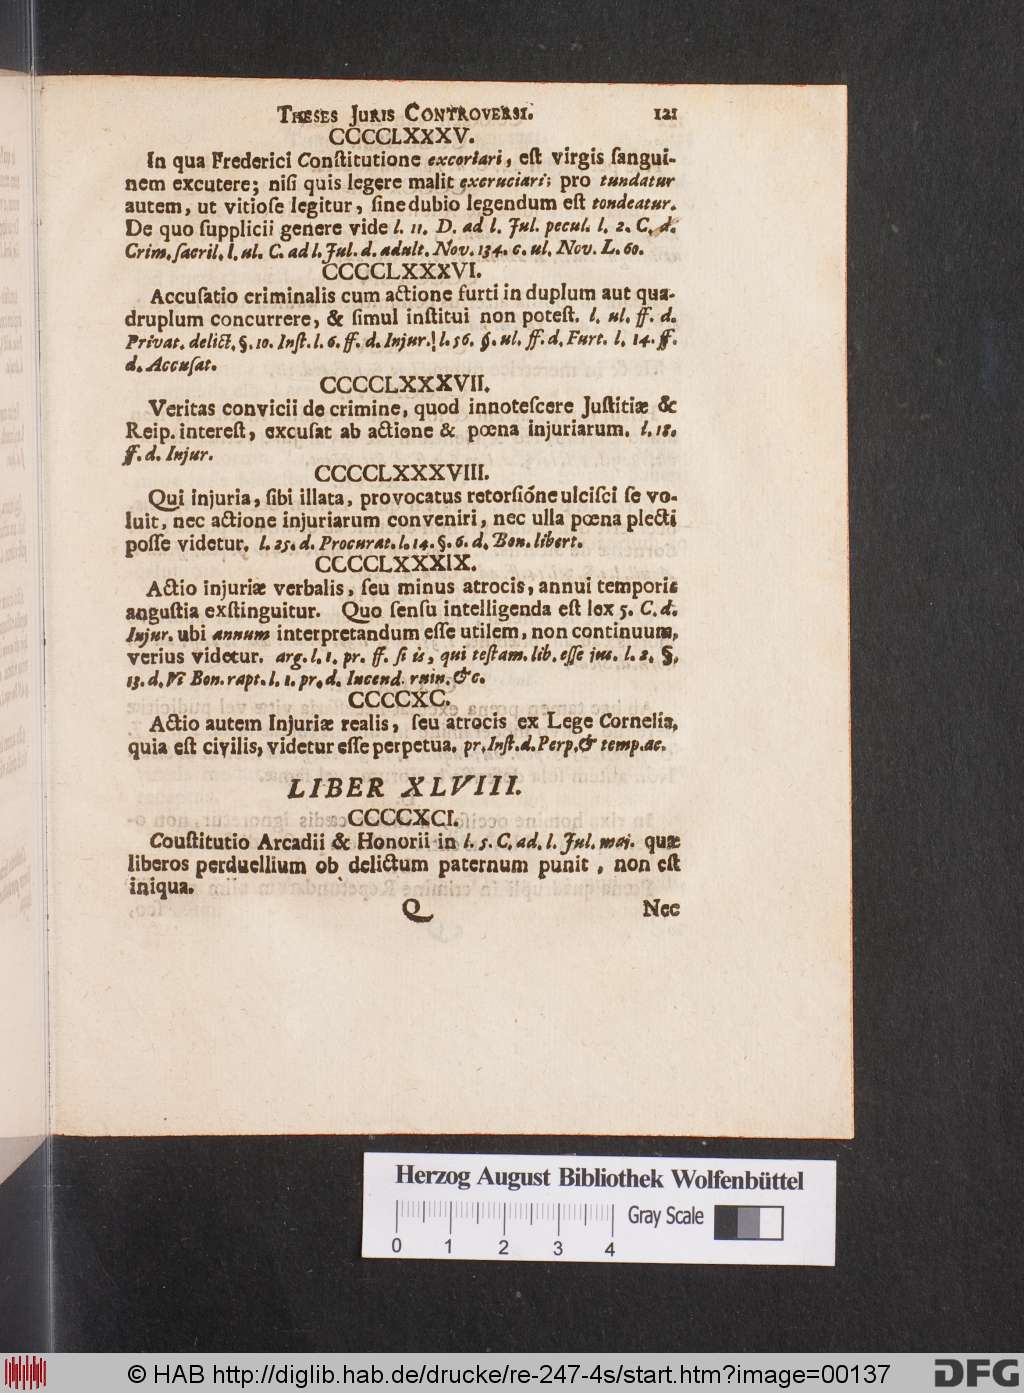 THESES JURIS CONTROVERSI. 121
CCCCLXXXV.
In qua Frederici Conſtitutione excoriari, eſt virgis ſangui-
nem excutere; niſi quis legere malit excruciari; pro tundatur
autem, ut vitioſe legitur, ſine dubio legendum eſt tondeatur.
De quo ſupplicii genere vide l. 11. D. ad l. Jul. pecul. l. 2. C. d.
Crim. ſacril. l. ul. C. ad l. Jul. d. adult. Nov. 134. c. ul. Nov. L. 60.
CCCCLXXXVI.
Accuſatio criminalis cum actione furti in duplum aut qua-
druplum concurrere, & ſimul inſtitui non poteſt. l. ul. ff. d.
Privat. delict. §. 10. Inſt. l. 6. ff. d. Injur. l. 56. §. ul. ff. d. Furt. l. 14. ff.
d. Accuſat.
CCCCLXXXVII.
Veritas convicii de crimine, quod innoteſcere Juſtitiæ &
Reip. intereſt, excuſat ab actione & pœna injuriarum. l. 18.
ff. d. Injur.
CCCCLXXXVIII.
Qui injuria, ſibi illata, provocatus retorſióne ulciſci ſe vo-
luit, nec actione injuriarum conveniri, nec ulla pœna plecti
poſſe videtur. l. 25. d. Procurat. l. 14. §. 6. d. Bon. libert.
CCCCLXXXIX.
Actio injuriæ verbalis, ſeu minus atrocis, annui temporis
anguſtia exſtinguitur. Quo ſenſu intelligenda eſt lex 5. C. d.
Injur. ubi annum interpretandum eſſe utilem, non continuum,
verius videtur. arg. l. 1. pr. ff. ſi is, qui teſtam. lib. eſſe juſ. l. 2. §.
13. d. Vi Bon. rapt. l. 1. pr. d. Incend. ruin. &c.
CCCCXC.
Actio autem Injuriæ realis, ſeu atrocis ex Lege Cornelia,
quia eſt civilis, videtur eſſe perpetua. pr. Inſt. d. Perp. & temp. ac.
LIBER XLVIII.
CCCCXCI.
Couſtitutio Arcadii & Honorii in l. 5. C. ad. l. Jul. maj. quæ
liberos perduellium ob delictum paternum punit, non eſt
iniqua.
Q Nec
Herzog August Bibliothek Wolfenbüttel
Gray Scale
0 1 2 3 4
© HAB http://diglib.hab.de/drucke/re-247-4s/start.htm?image=00137
DFG